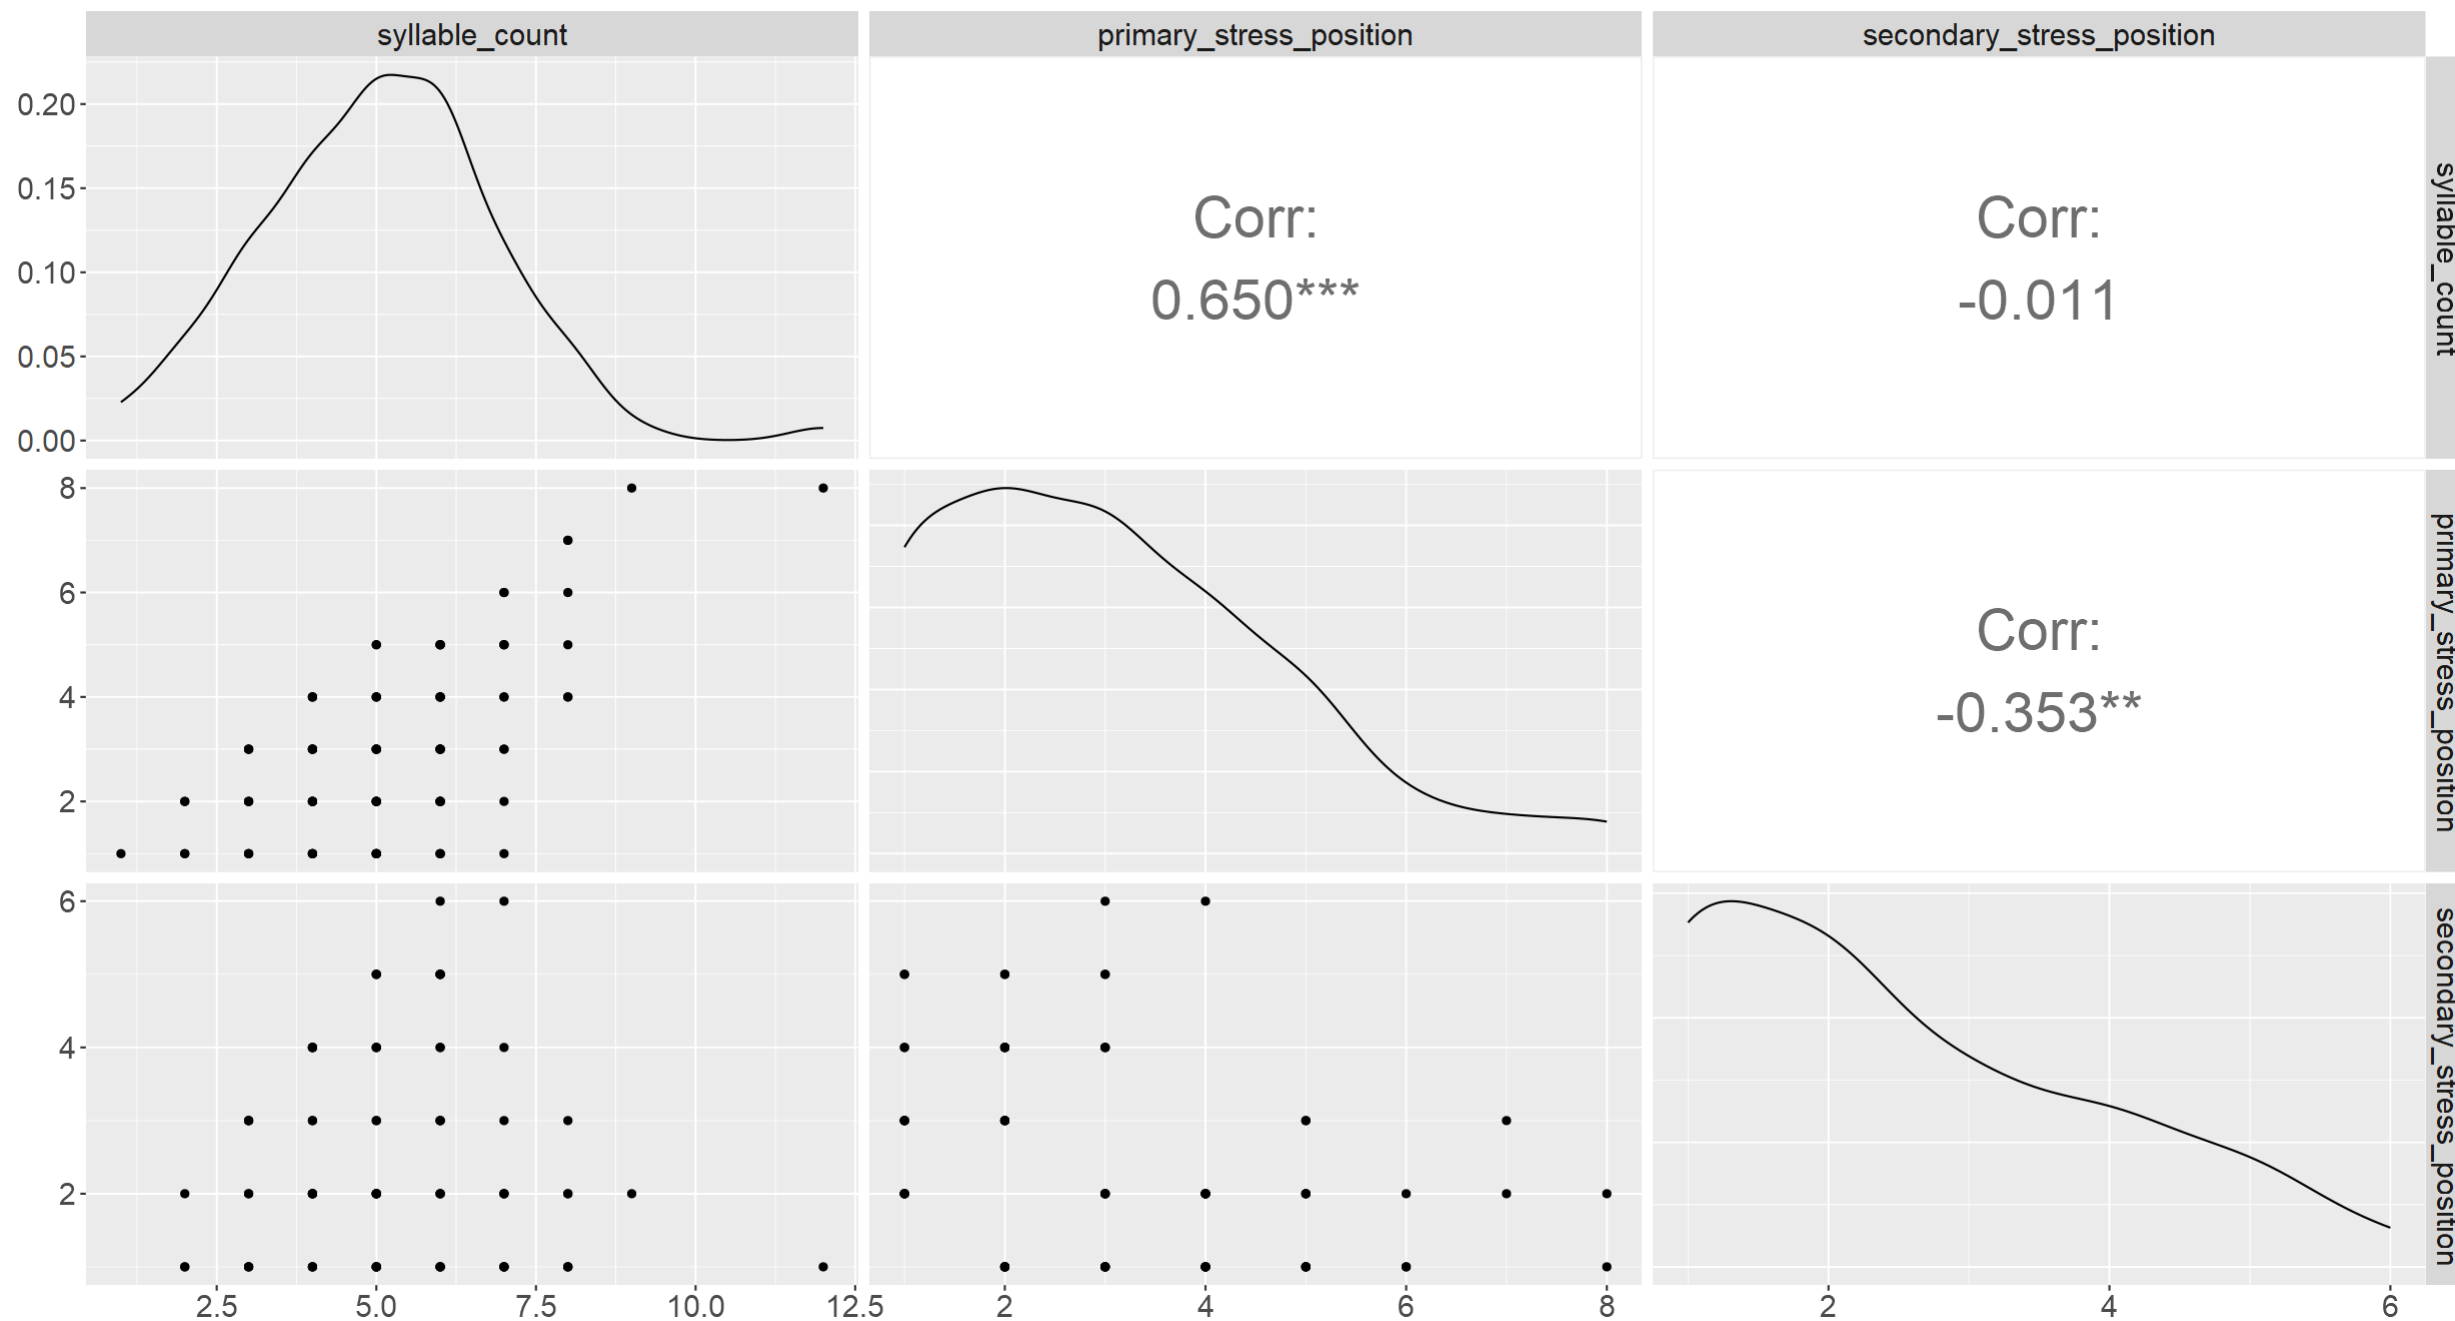 syllable_count
primary_stress_position
secondary_stress_position
0.20
0.15
0.10
0.05
0.00
Corr:
0.650***
Corr:
-0.011
syllable_count
8
6
4
2
Corr:
-0.353**
primary_stress_position
6
4
2
secondary_stress_position
2.5 5.0 7.5 10.0 12.5
2 4 6 8
2 4 6